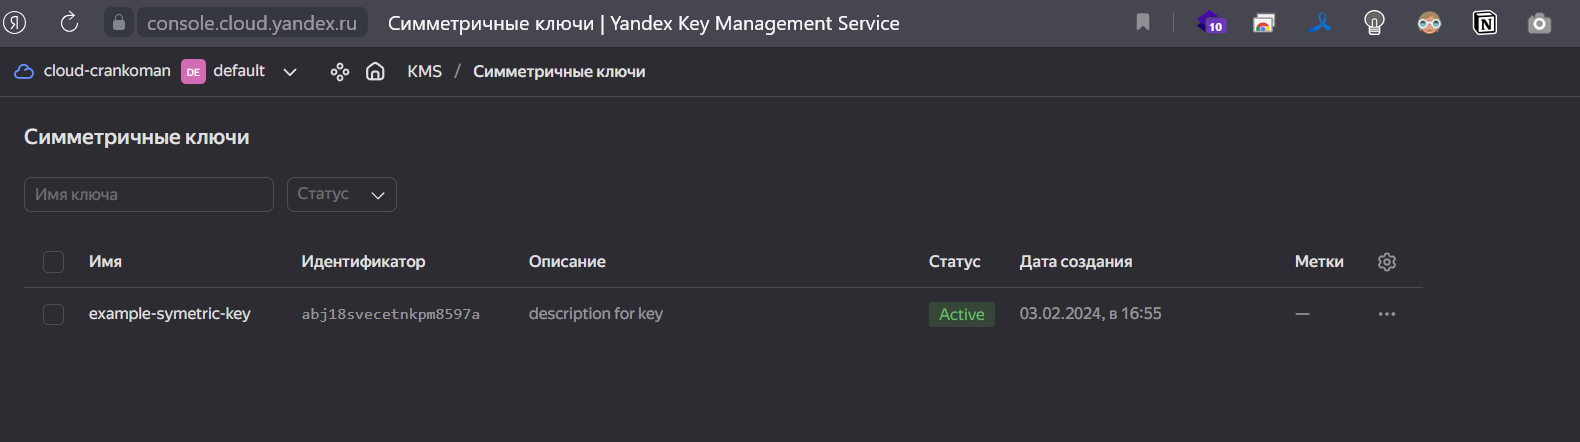 Я console.cloud.yandex.ru Симметричные ключи | Yandex Key Management Service 10
cloud-crankoman DE default KMS / Симметричные ключи
Симметричные ключи
Имя ключа Статус
Имя Идентификатор Описание Статус Дата создания Метки
example-symetric-key abj18svecetnkpm8597a description for key Active 03.02.2024, в 16:55 —